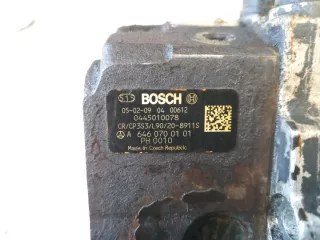 BOSCH
05-02-09 04 00612
0445010078
CR/CP3S3/L90/20-8911S
A 646 070 01 01
PH 0010
Made in Czech Republic